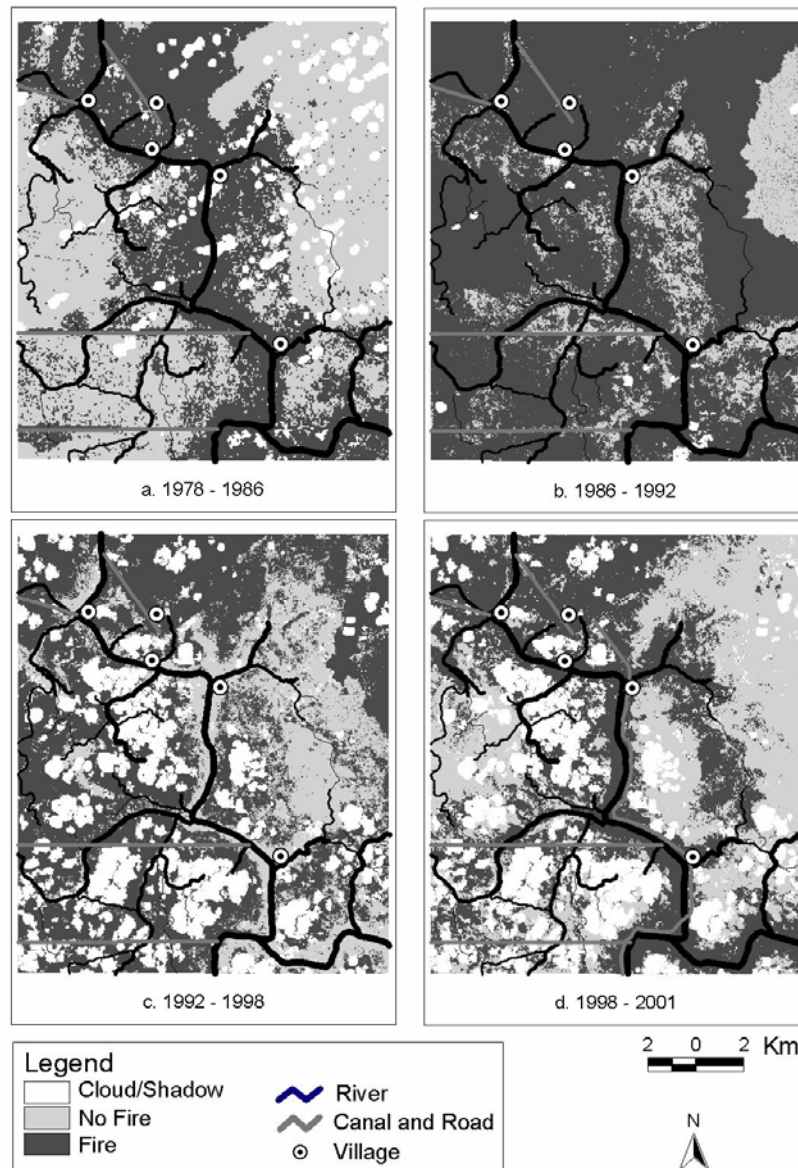 a. 1978 - 1986
b. 1986 - 1992
c. 1992 - 1998
d. 1998 - 2001
Legend
Cloud/Shadow
No Fire
Fire
River
Canal and Road
Village
2 0 2 Km
N